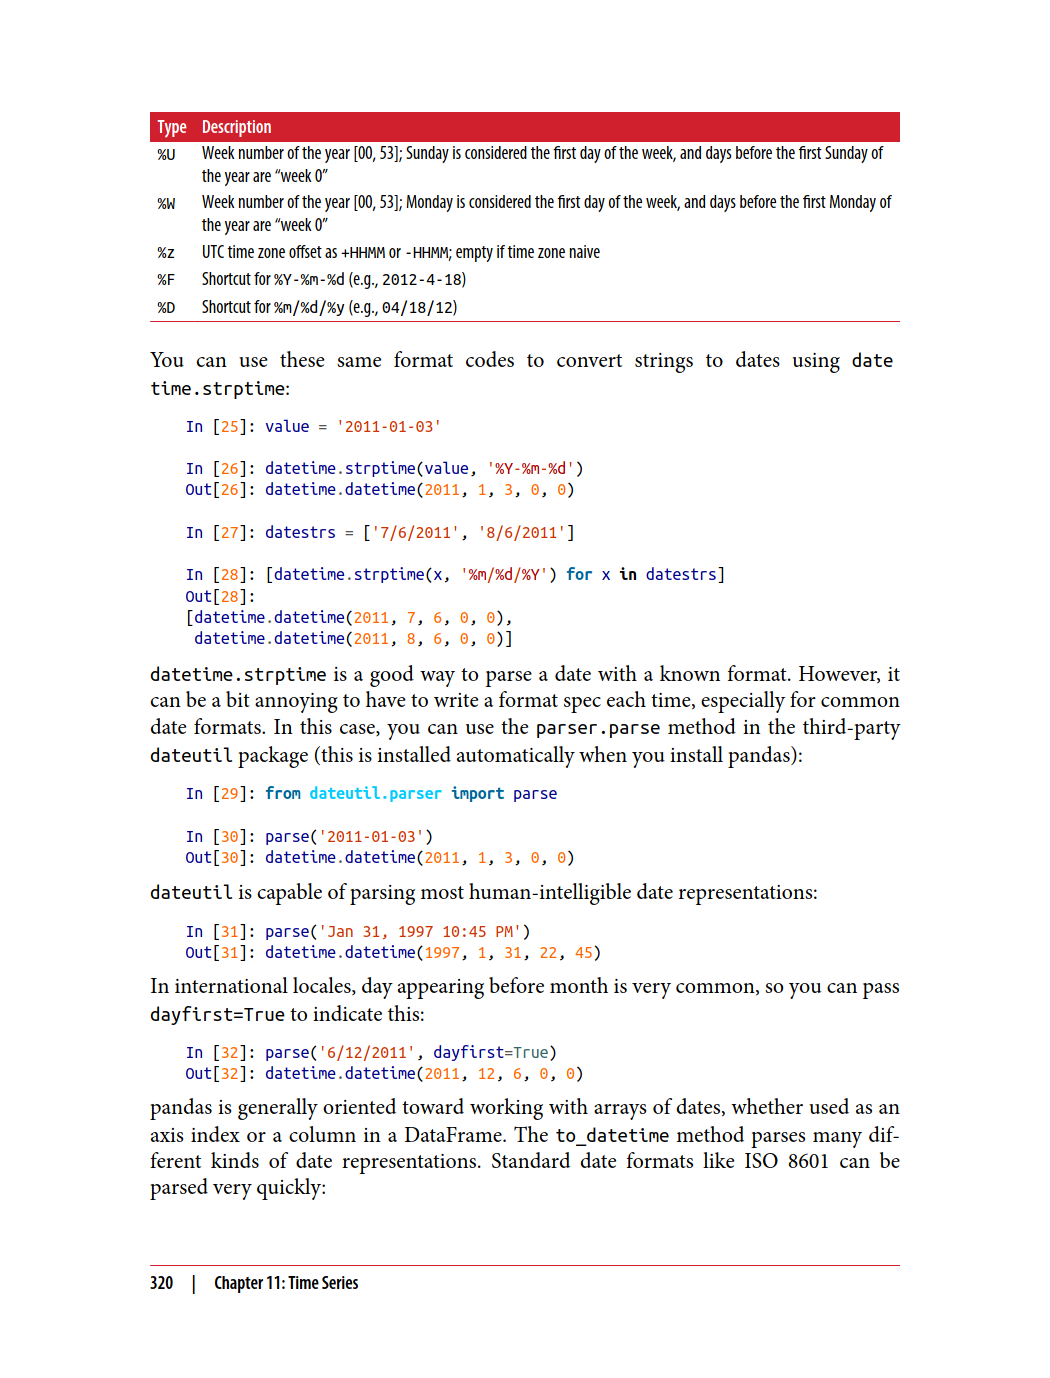 Type Description
%U Week number of the year [00, 53]; Sunday is considered the first day of the week, and days before the first Sunday of
the year are “week 0”
%W Week number of the year [00, 53]; Monday is considered the first day of the week, and days before the first Monday of
the year are “week 0”
%z UTC time zone offset as +HHMM or -HHMM; empty if time zone naive
%F Shortcut for %Y-%m-%d (e.g., 2012-4-18)
%D Shortcut for %m/%d/%y (e.g., 04/18/12)
You can use these same format codes to convert strings to dates using date
time.strptime:
In [25]: value = '2011-01-03'
In [26]: datetime.strptime(value, '%Y-%m-%d')
Out[26]: datetime.datetime(2011, 1, 3, 0, 0)
In [27]: datestrs = ['7/6/2011', '8/6/2011']
In [28]: [datetime.strptime(x, '%m/%d/%Y') for x in datestrs]
Out[28]:
[datetime.datetime(2011, 7, 6, 0, 0),
datetime.datetime(2011, 8, 6, 0, 0)]
datetime.strptime is a good way to parse a date with a known format. However, it
can be a bit annoying to have to write a format spec each time, especially for common
date formats. In this case, you can use the parser.parse method in the third-party
dateutil package (this is installed automatically when you install pandas):
In [29]: from dateutil.parser import parse
In [30]: parse('2011-01-03')
Out[30]: datetime.datetime(2011, 1, 3, 0, 0)
dateutil is capable of parsing most human-intelligible date representations:
In [31]: parse('Jan 31, 1997 10:45 PM')
Out[31]: datetime.datetime(1997, 1, 31, 22, 45)
In international locales, day appearing before month is very common, so you can pass
dayfirst=True to indicate this:
In [32]: parse('6/12/2011', dayfirst=True)
Out[32]: datetime.datetime(2011, 12, 6, 0, 0)
pandas is generally oriented toward working with arrays of dates, whether used as an
axis index or a column in a DataFrame. The to_datetime method parses many dif-
ferent kinds of date representations. Standard date formats like ISO 8601 can be
parsed very quickly:
320 | Chapter 11: Time Series